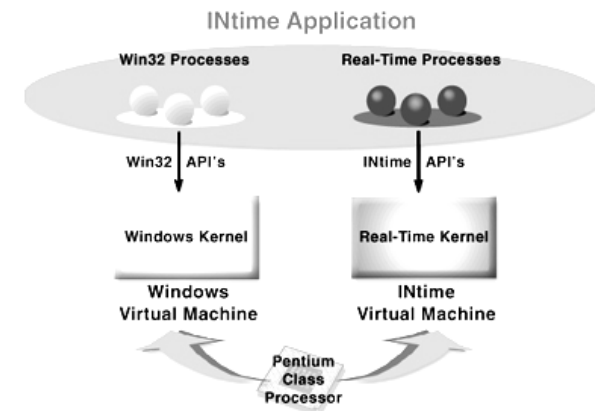 INtime Application
Win32 Processes
Real-Time Processes
Win32 API's
INtime API's
Windows Kernel
Real-Time Kernel
Windows
Virtual Machine
INtime
Virtual Machine
Pentium
Class
Processor